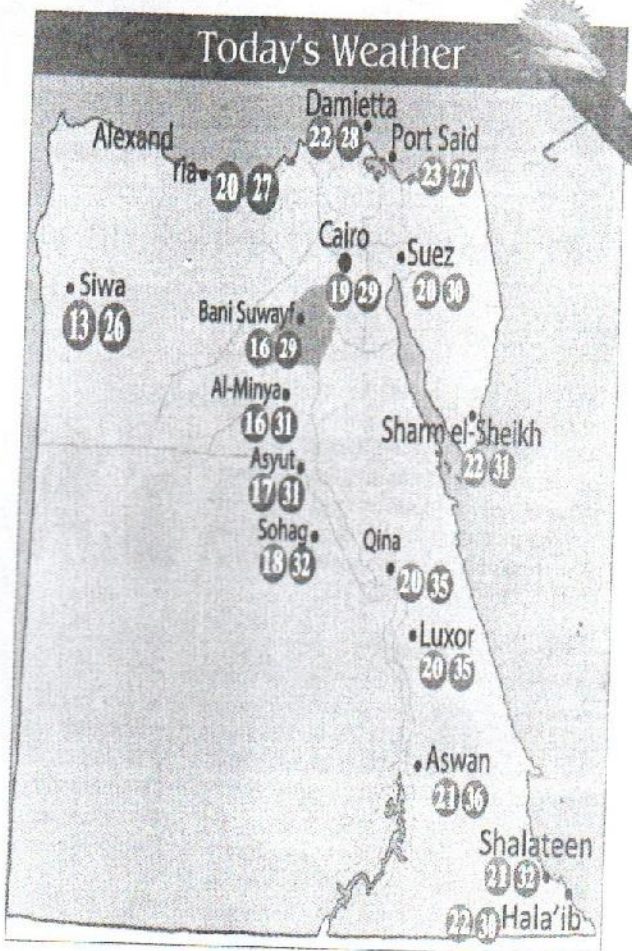 Today's Weather
Damietta
22 28
Port Said
23 27
Alexand
ria
20 27
Cairo
19 29
Suez
20 30
Siwa
13 26
Bani Suwayf
16 29
Al-Minya
16 31
Sharm el-Sheikh
22 31
Asyut
17 31
Sohag
18 32
Qina
20 35
Luxor
20 35
Aswan
21 36
Shalateen
21 32
22 30 Hala'ib